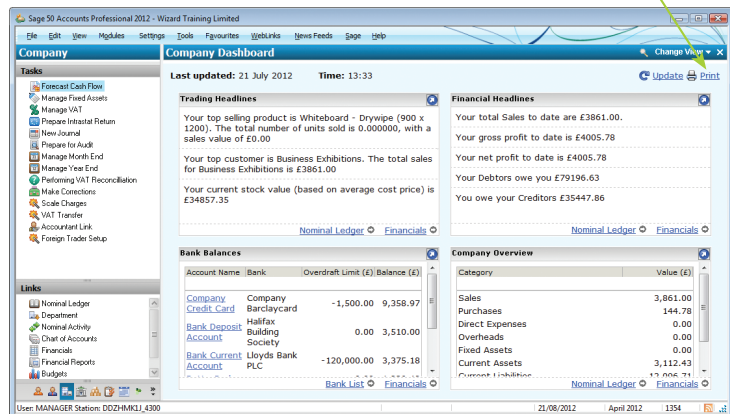 Sage 50 Accounts Professional 2012 - Wizard Training Limited
File Edit View Modules Settings Tools Favourites WebLinks News Feeds Sage Help
Company
Company Dashboard
Change View
Tasks
Forecast Cash Flow
Manage Fixed Assets
Manage VAT
Prepare Intrastat Return
New Journal
Prepare for Audit
Manage Month End
Manage Year End
Performing VAT Reconciliation
Make Corrections
Scale Charges
VAT Transfer
Accountant Link
Foreign Trader Setup
Links
Nominal Ledger
Department
Nominal Activity
Chart of Accounts
Financials
Financial Reports
Budgets
Last updated: 21 July 2012 Time: 13:33
Update Print
Trading Headlines
Your top selling product is Whiteboard - Drywipe (900 x
1200). The total number of units sold is 0.000000, with a
sales value of £0.00
Your top customer is Business Exhibitions. The total sales
for Business Exhibitions is £3861.00
Your current stock value (based on average cost price) is
£34857.35
Nominal Ledger Financials
Financial Headlines
Your total Sales to date are £3861.00.
Your gross profit to date is £4005.78
Your net profit to date is £4005.78
Your Debtors owe you £79196.63
You owe your Creditors £35447.86
Nominal Ledger Financials
Bank Balances
Account Name Bank Overdraft Limit (£) Balance (£)
Company
Credit Card
Company
Barclaycard
-1,500.00 9,358.97
Bank Deposit
Account
Halifax
Building
Society
0.00 3,510.00
Bank Current
Account
Lloyds Bank
PLC
-120,000.00 3,375.18
Bank List Financials
Company Overview
Category Value (£)
Sales 3,861.00
Purchases 144.78
Direct Expenses 0.00
Overheads 0.00
Fixed Assets 0.00
Current Assets 3,112.43
Current Liabilities
Nominal Ledger Financials
User: MANAGER Station: DDZHMK1J_4300
21/08/2012 April 2012 1354